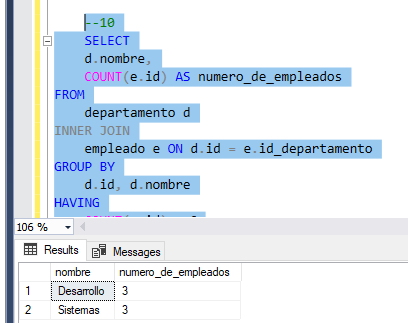 --10
SELECT
d.nombre,
COUNT(e.id) AS numero_de_empleados
FROM
departamento d
INNER JOIN
empleado e ON d.id = e.id_departamento
GROUP BY
d.id, d.nombre
HAVING
106 %
Results Messages
nombre numero_de_empleados
1 Desarrollo 3
2 Sistemas 3